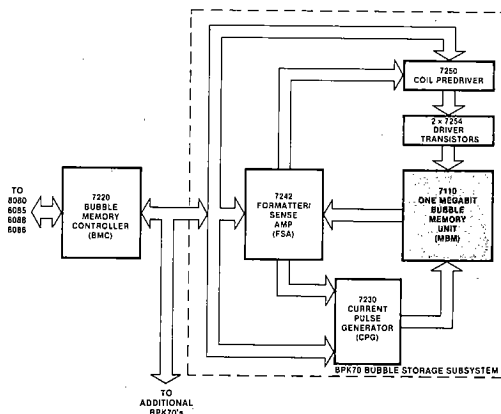 7250
COIL PREDRIVER
2 x 7254
DRIVER
TRANSISTORS
TO
8080
8085
8088
8086
7220
BUBBLE
MEMORY
CONTROLLER
(BMC)
7242
FORMATTER/
SENSE
AMP
(FSA)
7110
ONE MEGABIT
BUBBLE
MEMORY
UNIT
(MBM)
7230
CURRENT
PULSE
GENERATOR
(CPG)
BPK70 BUBBLE STORAGE SUBSYSTEM
TO
ADDITIONAL
BPK70's